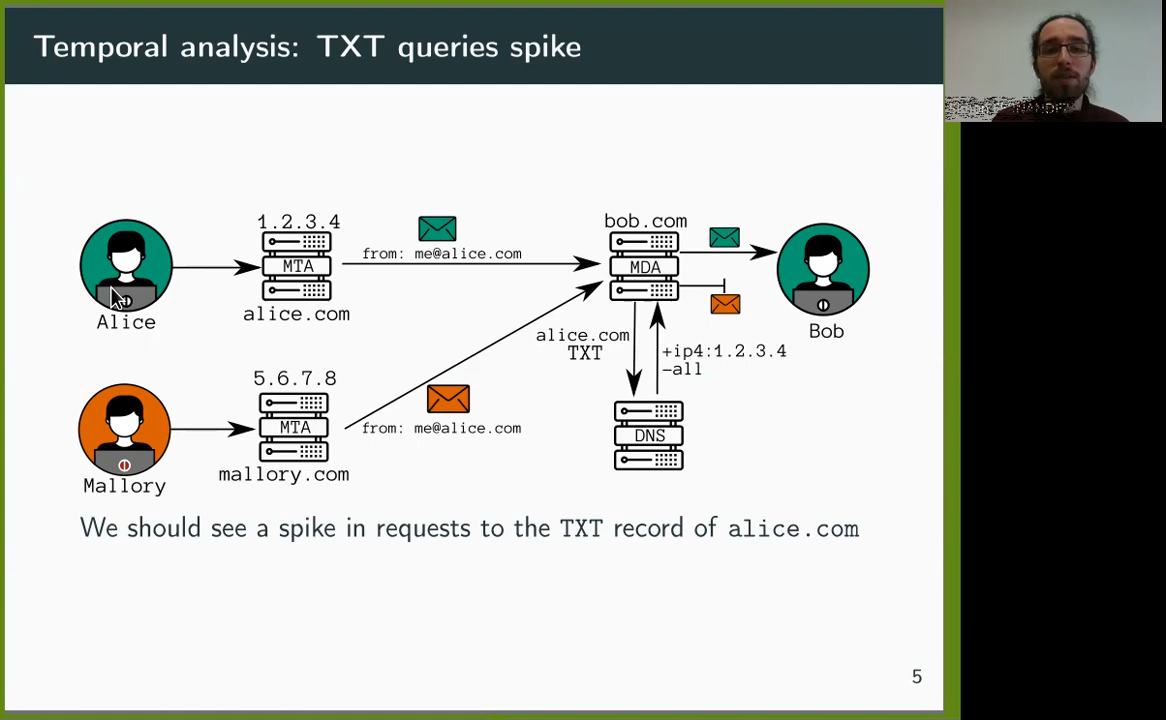 Temporal analysis: TXT queries spike
1.2.3.4
MTA
alice.com
Alice
from: me@alice.com
bob.com
MDA
Bob
alice.com
TXT
+ip4:1.2.3.4
-all
DNS
5.6.7.8
MTA
mallory.com
Mallory
from: me@alice.com
We should see a spike in requests to the TXT record of alice.com
5